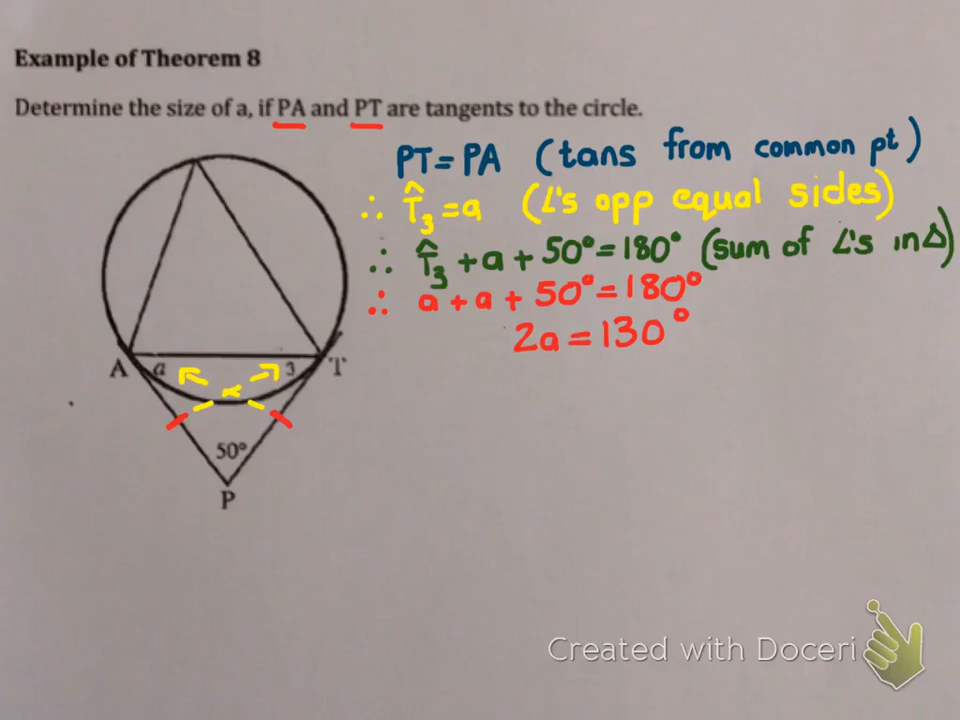 Example of Theorem 8
Determine the size of a, if PA and PT are tangents to the circle.
PT = PA (tans from common pt)
∴ T̂₃ = a (∠'s opp equal sides)
∴ T̂₃ + a + 50° = 180° (sum of ∠'s in Δ)
∴ a + a + 50° = 180°
2a = 130°
A a 3 T
50°
P
Created with Doceri